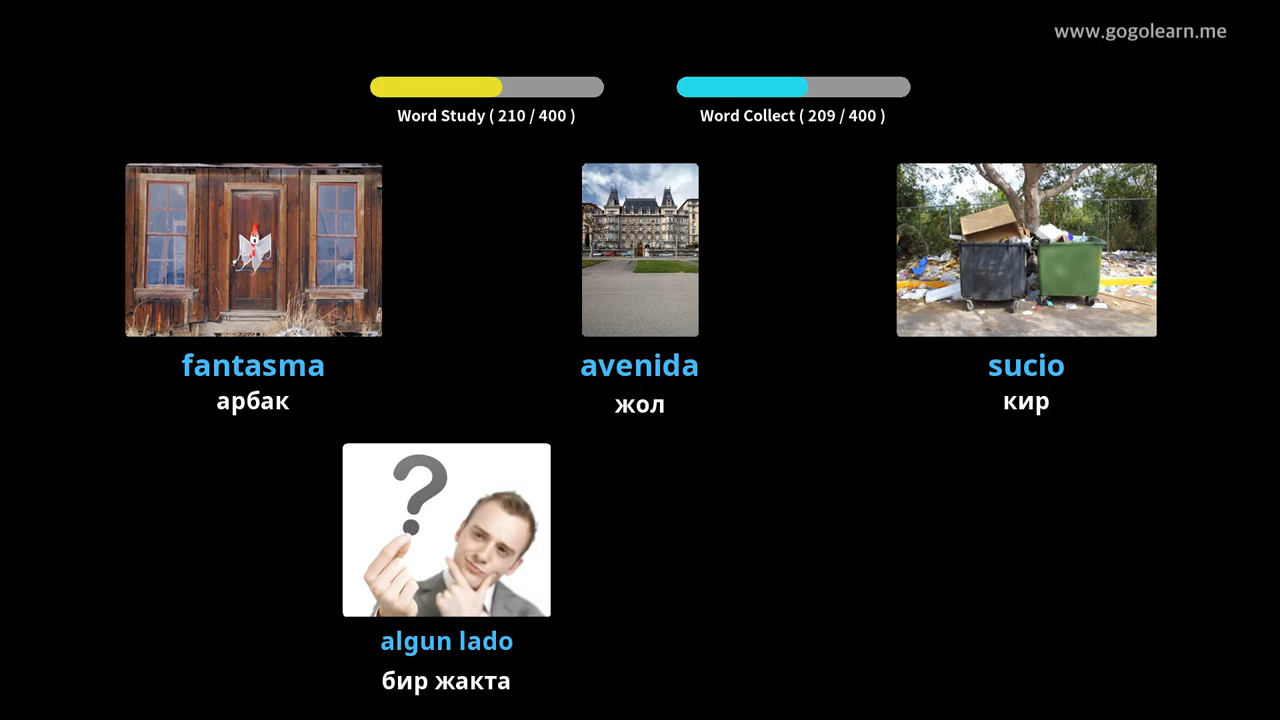 www.gogolearn.me
Word Study ( 210 / 400 )
Word Collect ( 209 / 400 )
fantasma
арбак
avenida
жол
sucio
кир
algun lado
бир жакта